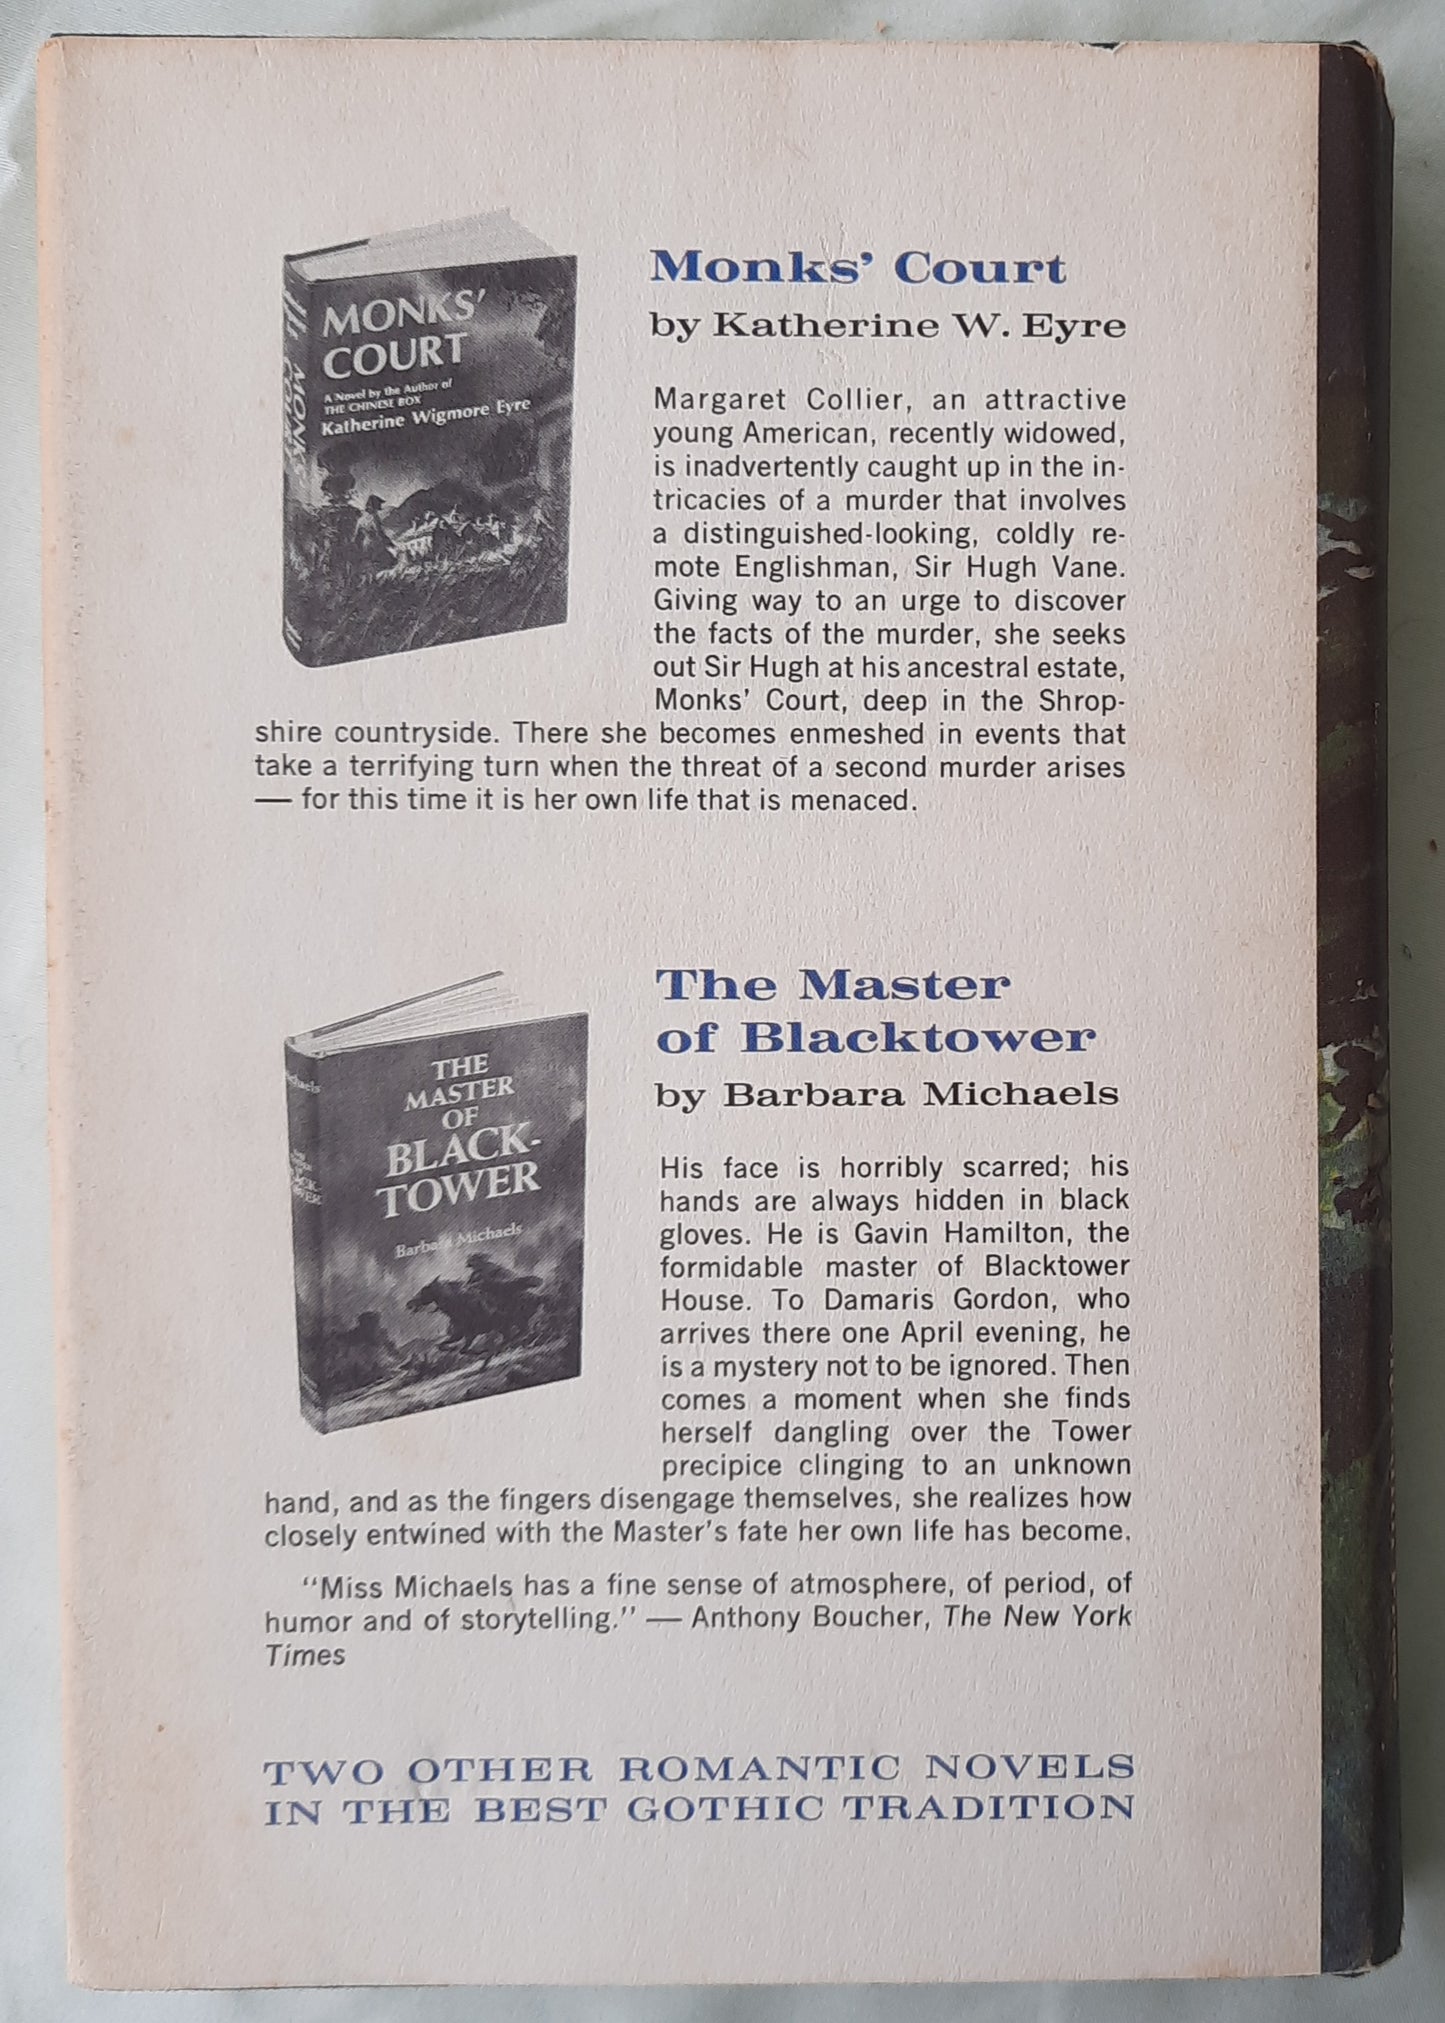 MONKS'
COURT
A Novel by the Author of
THE CHINESE BOX
Katherine Wigmore Eyre
MONKS'
Monks' Court
by Katherine W. Eyre
Margaret Collier, an attractive
young American, recently widowed,
is inadvertently caught up in the in-
tricacies of a murder that involves
a distinguished-looking, coldly re-
mote Englishman, Sir Hugh Vane.
Giving way to an urge to discover
the facts of the murder, she seeks
out Sir Hugh at his ancestral estate,
Monks' Court, deep in the Shrop-
shire countryside. There she becomes enmeshed in events that
take a terrifying turn when the threat of a second murder arises
— for this time it is her own life that is menaced.
THE
MASTER
OF
BLACK-
TOWER
Barbara Michaels
The Master
of Blacktower
by Barbara Michaels
His face is horribly scarred; his
hands are always hidden in black
gloves. He is Gavin Hamilton, the
formidable master of Blacktower
House. To Damaris Gordon, who
arrives there one April evening, he
is a mystery not to be ignored. Then
comes a moment when she finds
herself dangling over the Tower
precipice clinging to an unknown
hand, and as the fingers disengage themselves, she realizes how
closely entwined with the Master's fate her own life has become.
"Miss Michaels has a fine sense of atmosphere, of period, of
humor and of storytelling." — Anthony Boucher, The New York
Times
TWO OTHER ROMANTIC NOVELS
IN THE BEST GOTHIC TRADITION